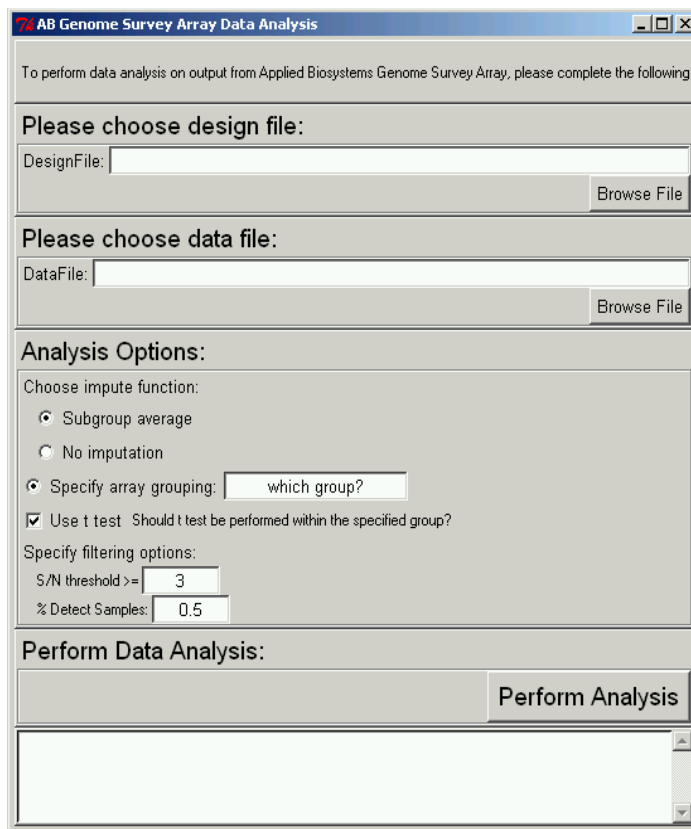 AB Genome Survey Array Data Analysis
To perform data analysis on output from Applied Biosystems Genome Survey Array, please complete the following
Please choose design file:
DesignFile:
Browse File
Please choose data file:
DataFile:
Browse File
Analysis Options:
Choose impute function:
Subgroup average
No imputation
Specify array grouping: which group?
Use t test Should t test be performed within the specified group?
Specify filtering options:
S/N threshold >= 3
% Detect Samples: 0.5
Perform Data Analysis:
Perform Analysis